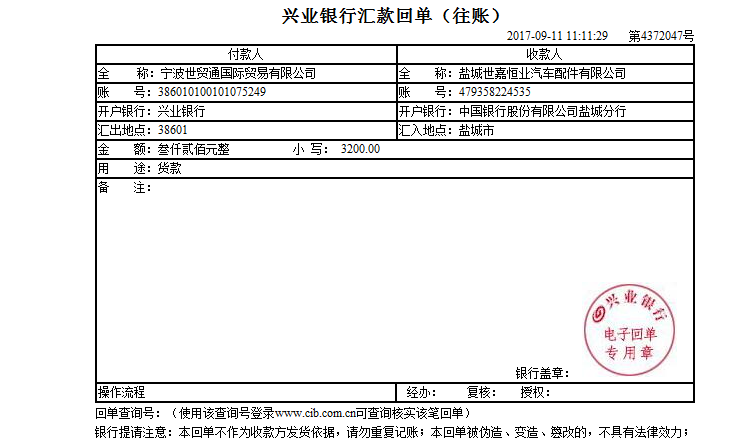 兴业银行汇款回单（往账）
2017-09-11 11:11:29 第4372047号
付款人 收款人
全 称：宁波世贸通国际贸易有限公司 全 称：盐城世嘉恒业汽车配件有限公司
账 号：386010100101075249 账 号：479358224535
开户银行：兴业银行 开户银行：中国银行股份有限公司盐城分行
汇出地点：38601 汇入地点：盐城市
金 额：叁仟贰佰元整 小 写： 3200.00
用 途：货款
备 注：
兴业银行
电子回单
专用章
银行盖章：
操作流程 经办： 复核： 授权：
回单查询号：（使用该查询号登录www.cib.com.cn可查询核实该笔回单）
银行提请注意：本回单不作为收款方发货依据，请勿重复记账；本回单被伪造、变造、篡改的，不具有法律效力；